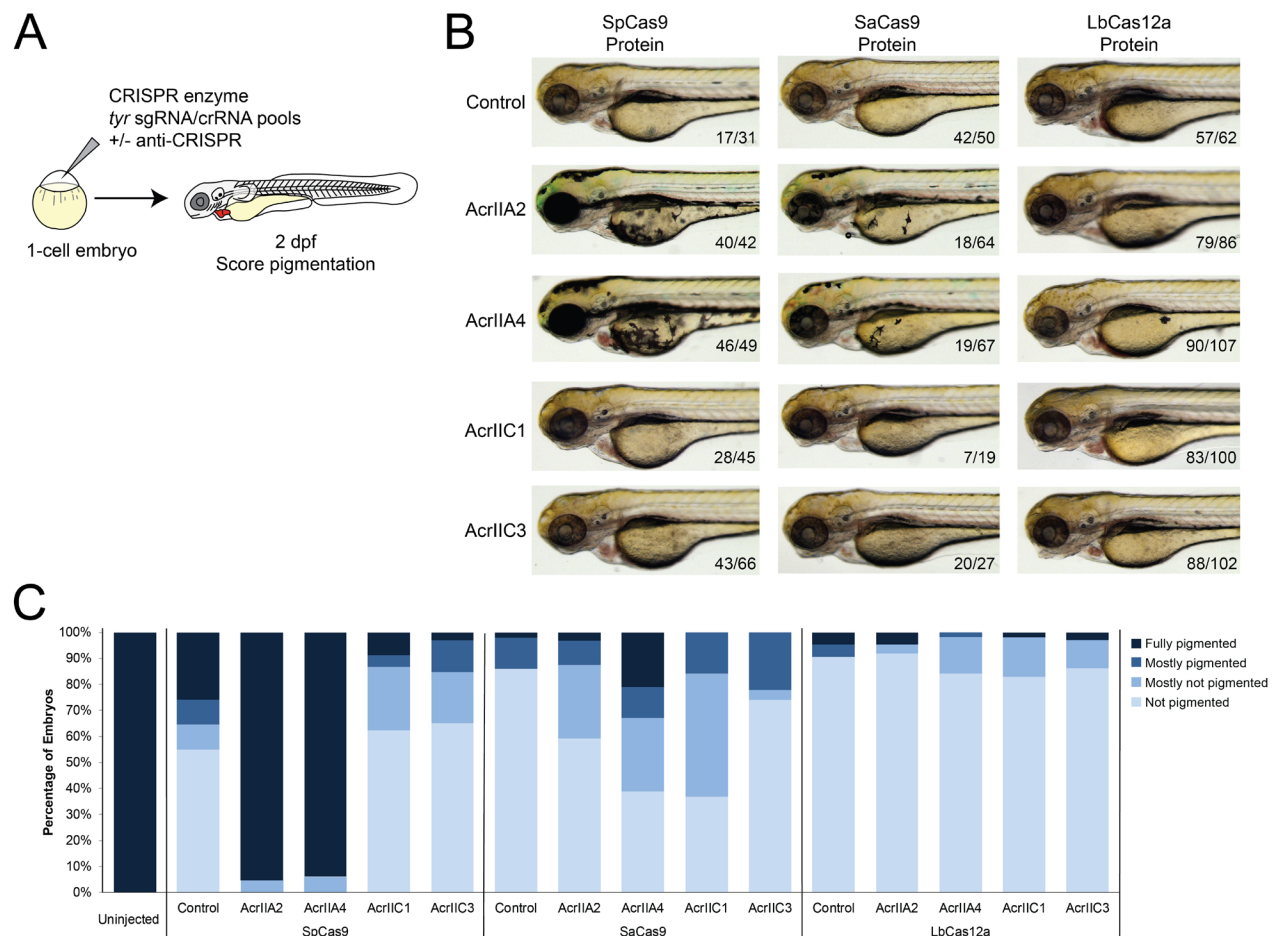 A
CRISPR enzyme
tyr sgRNA/crRNA pools
+/- anti-CRISPR
1-cell embryo
2 dpf
Score pigmentation
B
SpCas9
Protein
SaCas9
Protein
LbCas12a
Protein
Control
17/31
42/50
57/62
AcrIIA2
40/42
18/64
79/86
AcrIIA4
46/49
19/67
90/107
AcrIIC1
28/45
7/19
83/100
AcrIIC3
43/66
20/27
88/102
C
Percentage of Embryos
100%
90%
80%
70%
60%
50%
40%
30%
20%
10%
0%
Fully pigmented
Mostly pigmented
Mostly not pigmented
Not pigmented
Uninjected
Control AcrIIA2 AcrIIA4 AcrIIC1 AcrIIC3
SpCas9
Control AcrIIA2 AcrIIA4 AcrIIC1 AcrIIC3
SaCas9
Control AcrIIA2 AcrIIA4 AcrIIC1 AcrIIC3
LbCas12a